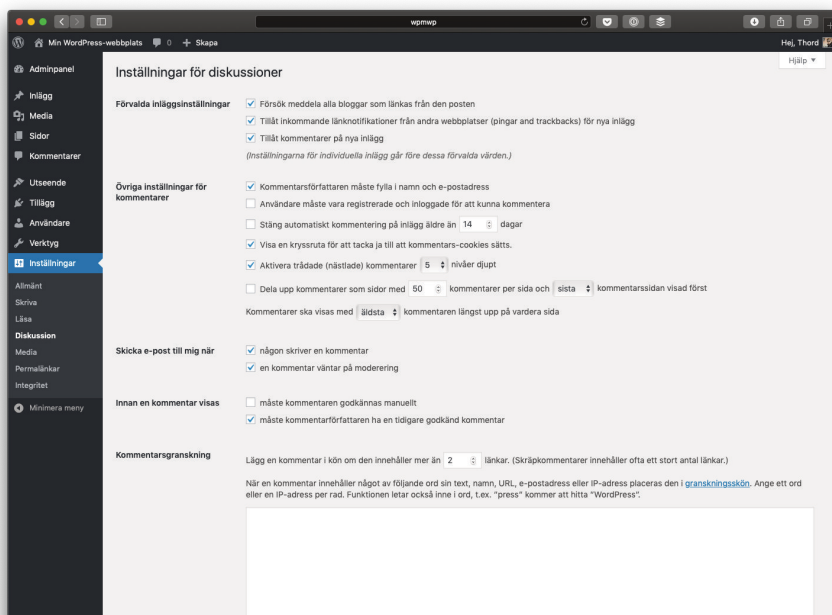 wpmwp
Min WordPress-webbplats 0 + Skapa Hej, Thord
Hjälp
Adminpanel
Inlägg
Media
Sidor
Kommentarer
Utseende
Tillägg
Användare
Verktyg
Inställningar
Allmänt
Skriva
Läsa
Diskussion
Media
Permalänkar
Integritet
Minimera meny
Inställningar för diskussioner
Förvalda inläggsinställningar
Försök meddela alla bloggar som länkas från den posten
Tillåt inkommande länknotifikationer från andra webbplatser (pingar and trackbacks) för nya inlägg
Tillåt kommentarer på nya inlägg
(Inställningarna för individuella inlägg går före dessa förvalda värden.)
Övriga inställningar för
kommentarer
Kommentarsförfattaren måste fylla i namn och e-postadress
Användare måste vara registrerade och inloggade för att kunna kommentera
Stäng automatiskt kommentering på inlägg äldre än 14 dagar
Visa en kryssruta för att tacka ja till att kommentars-cookies sätts.
Aktivera trådade (nästlade) kommentarer 5 nivåer djupt
Dela upp kommentarer som sidor med 50 kommentarer per sida och sista kommentarssidan visad först
Kommentarer ska visas med äldsta kommentaren längst upp på vardera sida
Skicka e-post till mig när
någon skriver en kommentar
en kommentar väntar på moderering
Innan en kommentar visas
måste kommentaren godkännas manuellt
måste kommentarförfattaren ha en tidigare godkänd kommentar
Kommentarsgranskning
Lägg en kommentar i kön om den innehåller mer än 2 länkar. (Skräpkommentarer innehåller ofta ett stort antal länkar.)
När en kommentar innehåller något av följande ord sin text, namn, URL, e-postadress eller IP-adress placeras den i granskningsskön. Ange ett ord
eller en IP-adress per rad. Funktionen letar också inne i ord, t.ex. "press" kommer att hitta "WordPress".